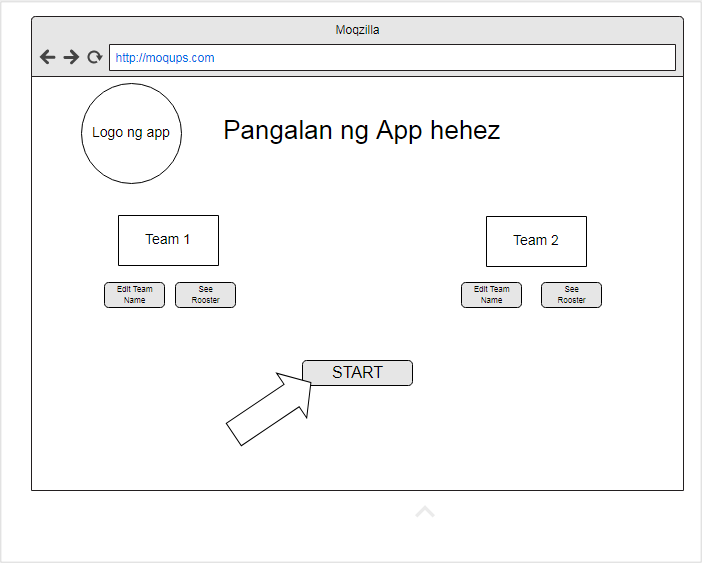 Moqzilla
http://moqups.com
Logo ng app
Pangalan ng App hehez
Team 1
Team 2
Edit Team
Name
See
Rooster
Edit Team
Name
See
Rooster
START